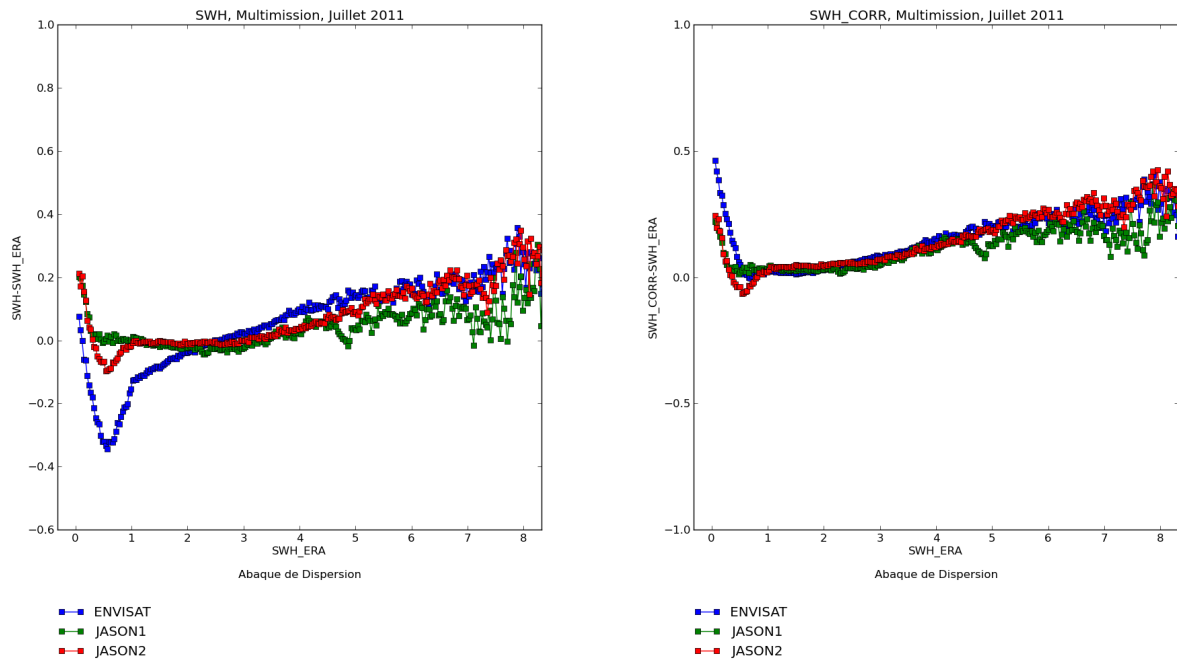 SWH, Multimission, Juillet 2011
1.0
0.8
0.6
0.4
0.2
0.0
−0.2
−0.4
−0.6
SWH-SWH_ERA
0 1 2 3 4 5 6 7 8
SWH_ERA
Abaque de Dispersion
ENVISAT
JASON1
JASON2
SWH_CORR, Multimission, Juillet 2011
1.0
0.5
0.0
−0.5
−1.0
SWH_CORR-SWH_ERA
0 1 2 3 4 5 6 7 8
SWH_ERA
Abaque de Dispersion
ENVISAT
JASON1
JASON2